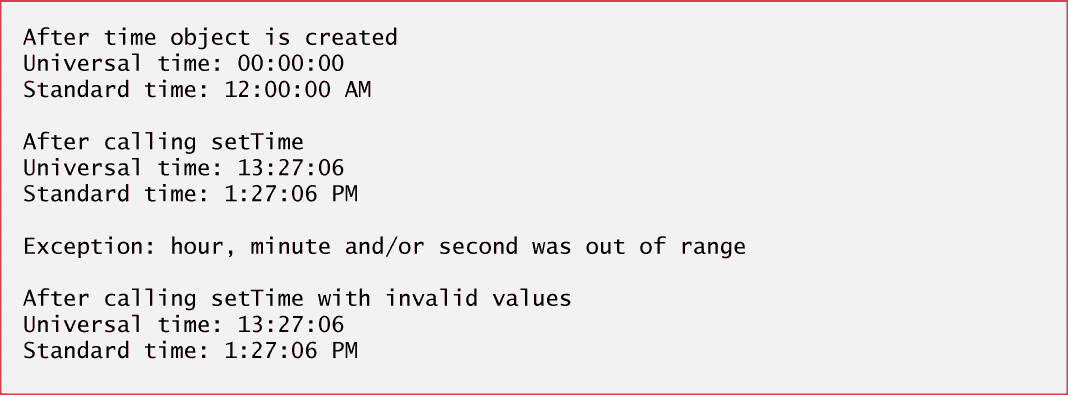 After time object is created
Universal time: 00:00:00
Standard time: 12:00:00 AM
After calling setTime
Universal time: 13:27:06
Standard time: 1:27:06 PM
Exception: hour, minute and/or second was out of range
After calling setTime with invalid values
Universal time: 13:27:06
Standard time: 1:27:06 PM